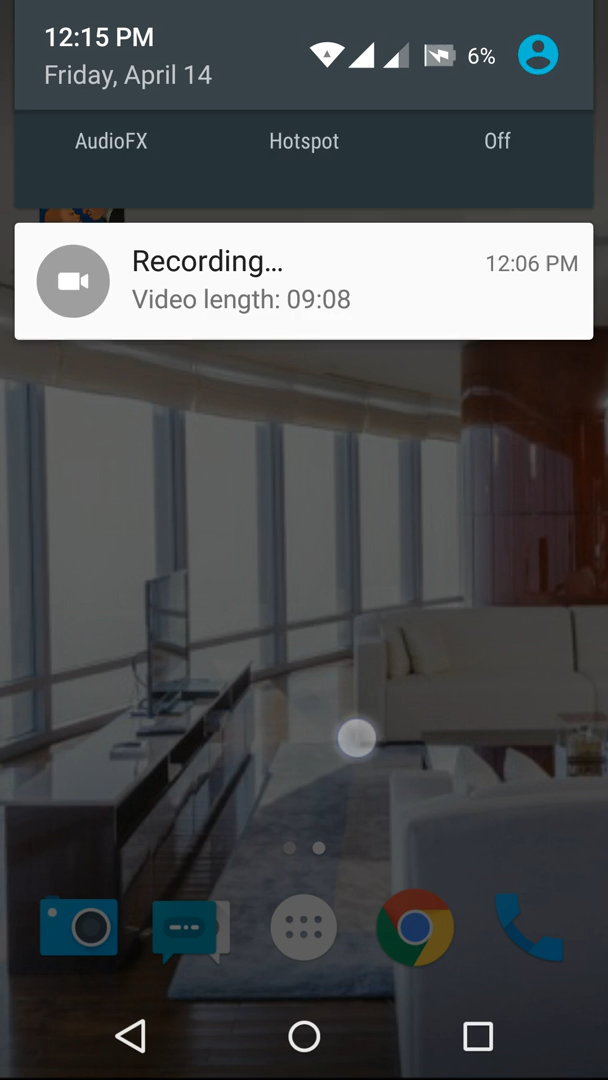 12:15 PM
6%
Friday, April 14
AudioFX
Hotspot
Off
Recording...
12:06 PM
Video length: 09:08